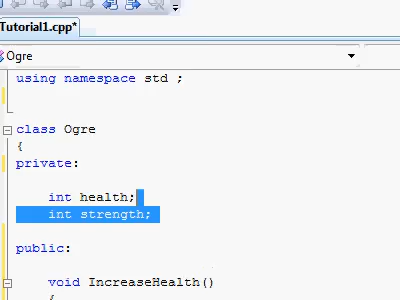 Tutorial1.cpp*
Ogre
using namespace std ;
class Ogre
{
private:
int health;
int strength;
public:
void IncreaseHealth()
{